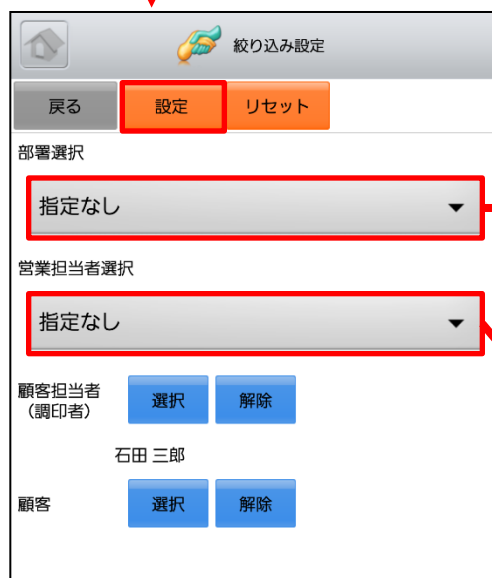 絞り込み設定
戻る 設定 リセット
部署選択
指定なし
営業担当者選択
指定なし
顧客担当者
（調印者） 選択 解除
石田 三郎
顧客 選択 解除